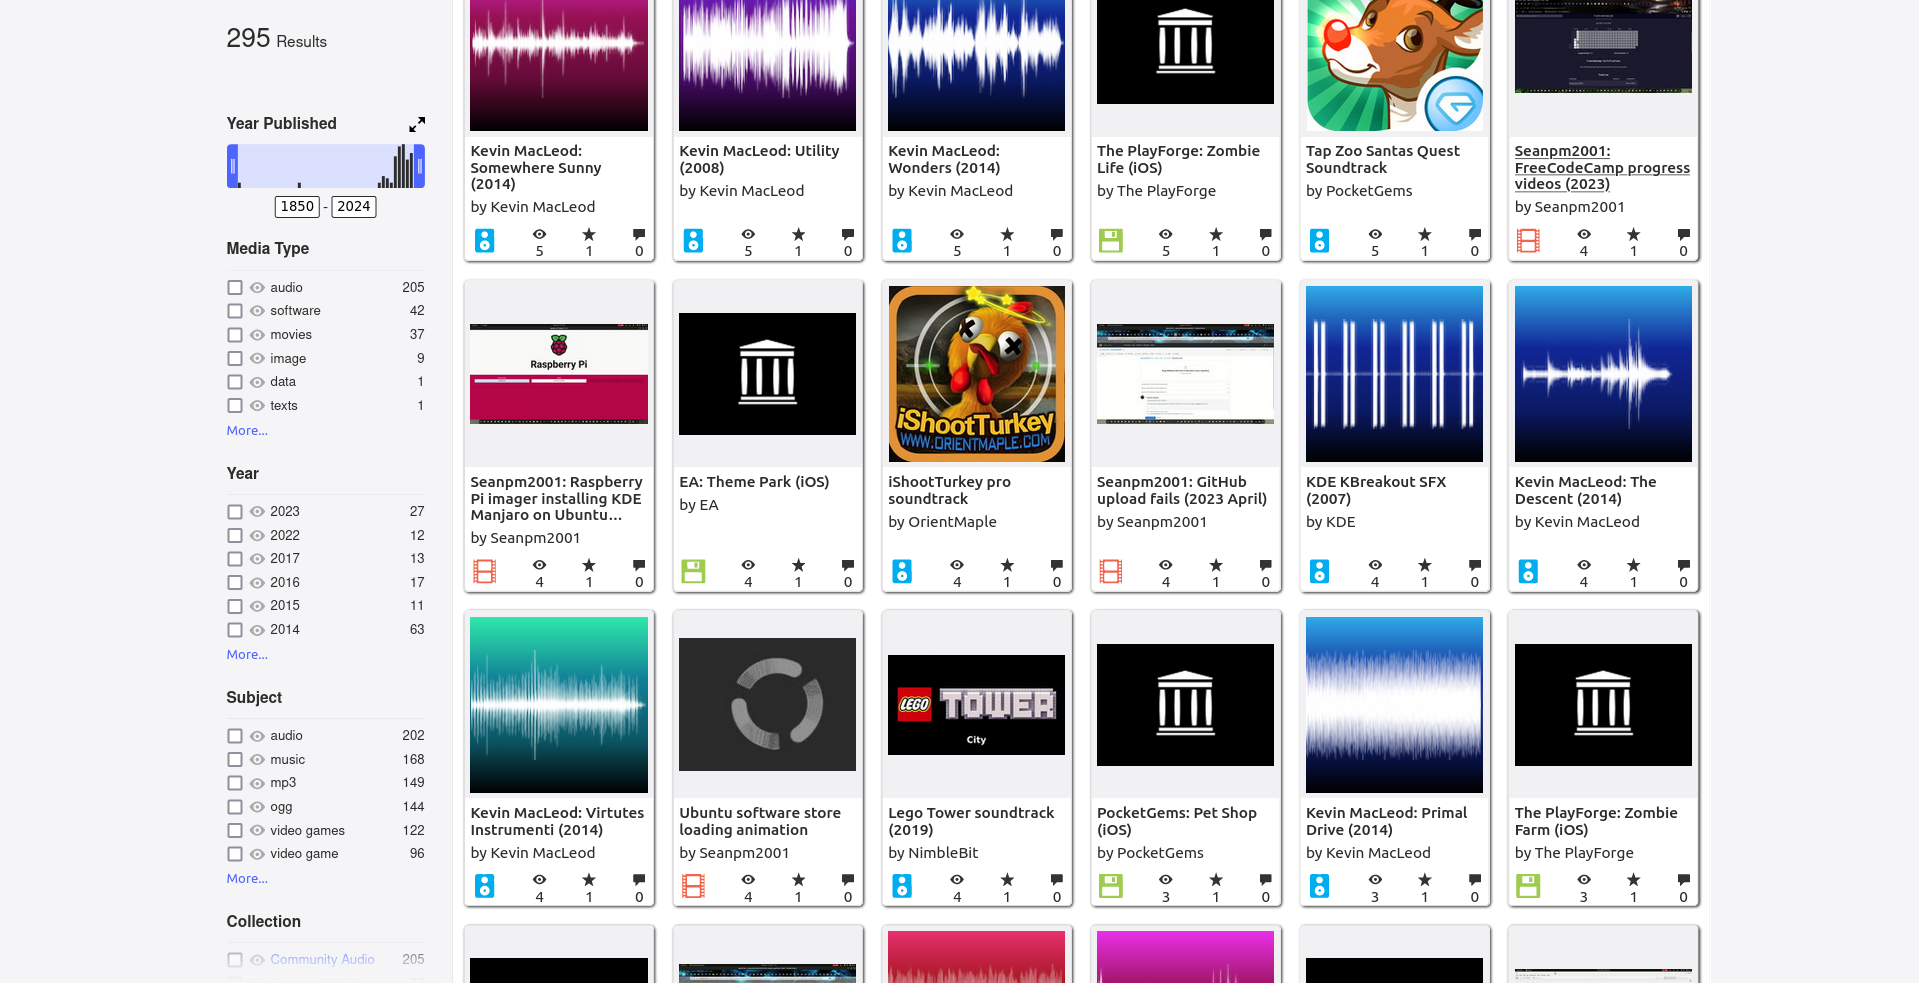 295 Results
Year Published
1850 - 2024
Media Type
audio 205
software 42
movies 37
image 9
data 1
texts 1
More...
Year
2023 27
2022 12
2017 13
2016 17
2015 11
2014 63
More...
Subject
audio 202
music 168
mp3 149
ogg 144
video games 122
video game 96
More...
Collection
Community Audio 205
Kevin MacLeod:
Somewhere Sunny
(2014)
by Kevin MacLeod
5 1 0
Kevin MacLeod: Utility
(2008)
by Kevin MacLeod
5 1 0
Kevin MacLeod:
Wonders (2014)
by Kevin MacLeod
5 1 0
The PlayForge: Zombie
Life (iOS)
by The PlayForge
5 1 0
Tap Zoo Santas Quest
Soundtrack
by PocketGems
5 1 0
Seanpm2001:
FreeCodeCamp progress
videos (2023)
by Seanpm2001
4 1 0
Raspberry Pi
Seanpm2001: Raspberry
Pi imager installing KDE
Manjaro on Ubuntu...
by Seanpm2001
4 1 0
EA: Theme Park (iOS)
by EA
4 1 0
iShootTurkey
WWW.ORIENTMAPLE.COM
iShootTurkey pro
soundtrack
by OrientMaple
4 1 0
Seanpm2001: GitHub
upload fails (2023 April)
by Seanpm2001
4 1 0
KDE KBreakout SFX
(2007)
by KDE
4 1 0
Kevin MacLeod: The
Descent (2014)
by Kevin MacLeod
4 1 0
Kevin MacLeod: Virtutes
Instrumenti (2014)
by Kevin MacLeod
4 1 0
Ubuntu software store
loading animation
by Seanpm2001
4 1 0
LEGO TOWER
City
Lego Tower soundtrack
(2019)
by NimbleBit
4 1 0
PocketGems: Pet Shop
(iOS)
by PocketGems
3 1 0
Kevin MacLeod: Primal
Drive (2014)
by Kevin MacLeod
3 1 0
The PlayForge: Zombie
Farm (iOS)
by The PlayForge
3 1 0